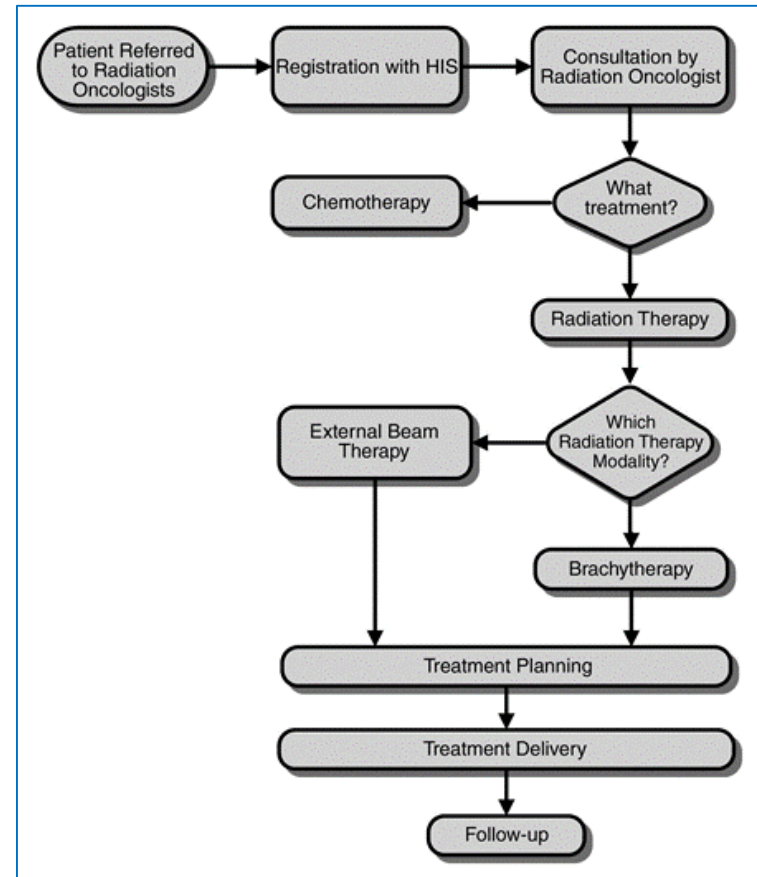 Patient Referred
to Radiation
Oncologists
Registration with HIS
Consultation by
Radiation Oncologist
What
treatment?
Chemotherapy
Radiation Therapy
Which
Radiation Therapy
Modality?
External Beam
Therapy
Brachytherapy
Treatment Planning
Treatment Delivery
Follow-up